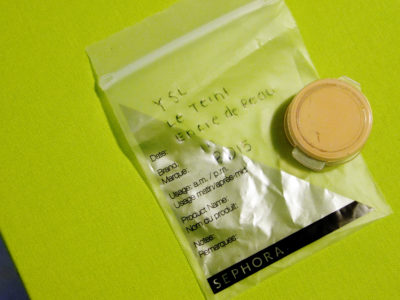 YSL
LE Teint
Encre de Peau
Date:
Brand:
Marque:
BD15
Usage: a.m. / p.m.
Usage: matin/après-midi
Product Name:
Nom du produit:
Notes:
Remarques:
SEPHORA